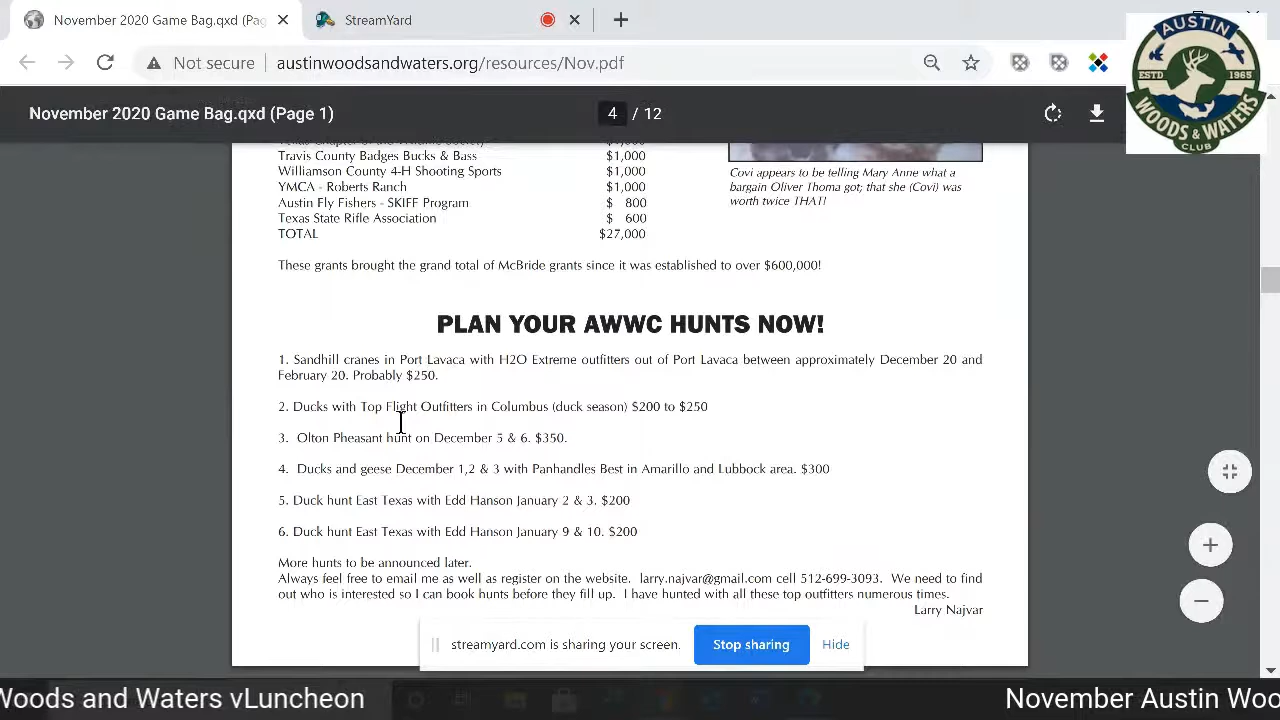 November 2020 Game Bag.qxd (Pag
StreamYard
Not secure
austinwoodsandwaters.org/resources/Nov.pdf
AUSTIN
ESTD 1965
WOODS & WATERS
CLUB
November 2020 Game Bag.qxd (Page 1)
4 / 12
Travis County Badges Bucks & Bass $1,000
Williamson County 4-H Shooting Sports $1,000
YMCA - Roberts Ranch $1,000
Austin Fly Fishers - SKIFF Program $ 800
Texas State Rifle Association $ 600
TOTAL $27,000
Covi appears to be telling Mary Anne what a
bargain Oliver Thoma got; that she (Covi) was
worth twice THAT!
These grants brought the grand total of McBride grants since it was established to over $600,000!
PLAN YOUR AWWC HUNTS NOW!
1. Sandhill cranes in Port Lavaca with H2O Extreme outfitters out of Port Lavaca between approximately December 20 and
February 20. Probably $250.
2. Ducks with Top Flight Outfitters in Columbus (duck season) $200 to $250
3. Olton Pheasant hunt on December 5 & 6. $350.
4. Ducks and geese December 1,2 & 3 with Panhandles Best in Amarillo and Lubbock area. $300
5. Duck hunt East Texas with Edd Hanson January 2 & 3. $200
6. Duck hunt East Texas with Edd Hanson January 9 & 10. $200
More hunts to be announced later.
Always feel free to email me as well as register on the website. larry.najvar@gmail.com cell 512-699-3093. We need to find
out who is interested so I can book hunts before they fill up. I have hunted with all these top outfitters numerous times.
Larry Najvar
streamyard.com is sharing your screen.
Stop sharing
Hide
Woods and Waters vLuncheon
November Austin Woo